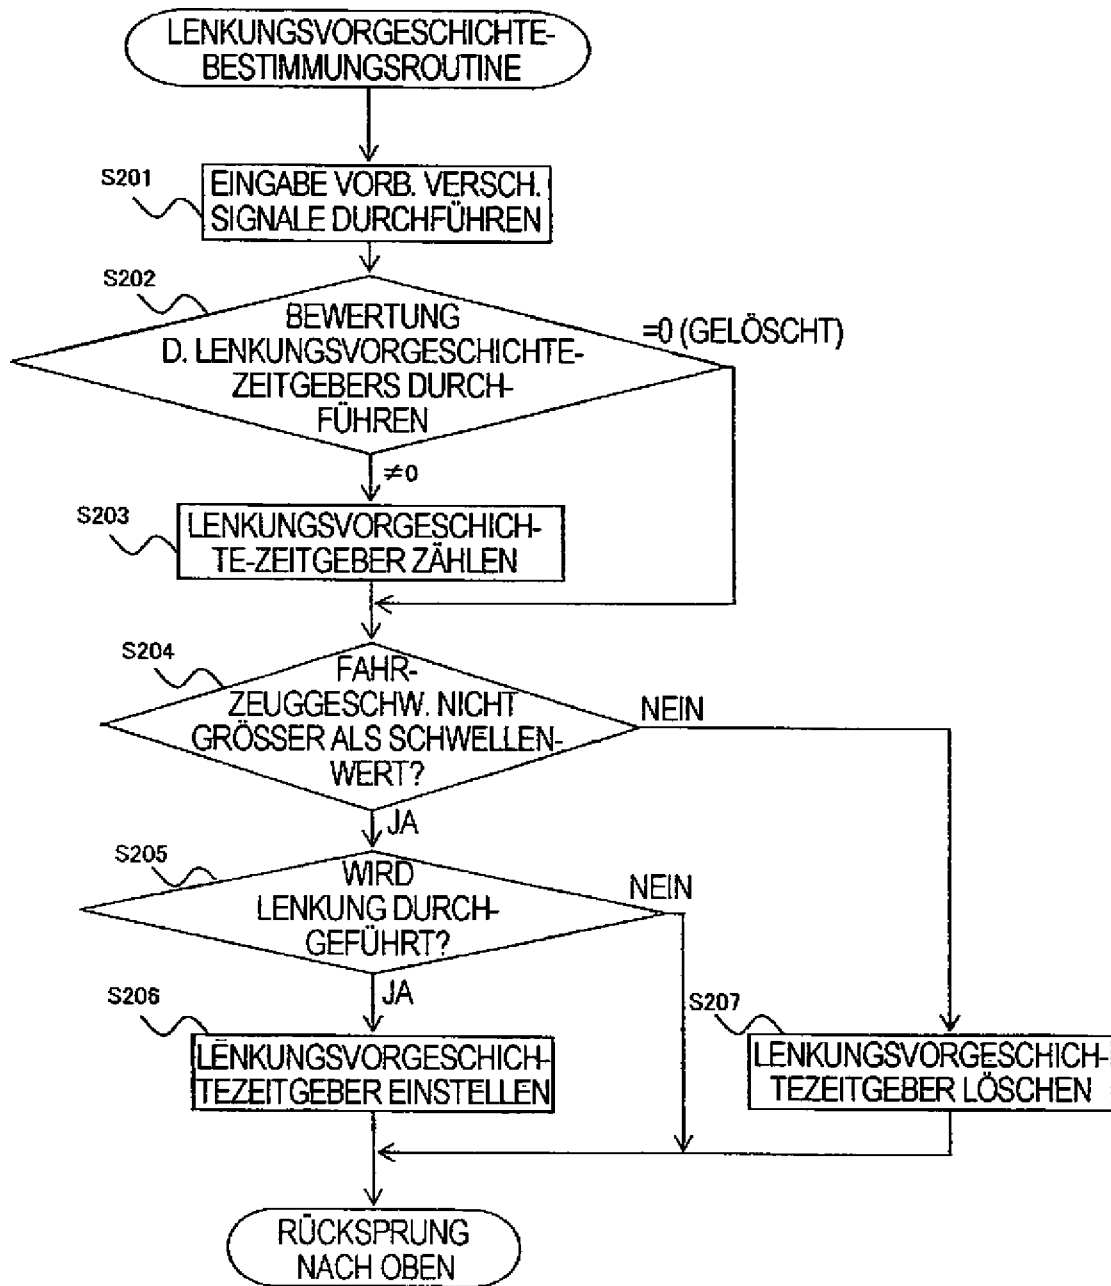 LENKUNGSVORGESCHICHTE-
BESTIMMUNGSROUTINE
S201
EINGABE VORB. VERSCH.
SIGNALE DURCHFÜHREN
S202
BEWERTUNG
D. LENKUNGSVORGESCHICHTE-
ZEITGEBERS DURCH-
FÜHREN
=0 (GELÖSCHT)
≠0
S203
LENKUNGSVORGESCHICH-
TE-ZEITGEBER ZÄHLEN
S204
FAHR-
ZEUGGESCHW. NICHT
GRÖSSER ALS SCHWELLEN-
WERT?
NEIN
JA
S205
WIRD
LENKUNG DURCH-
GEFÜHRT?
NEIN
JA
S206
LENKUNGSVORGESCHICH-
TEZEITGEBER EINSTELLEN
S207
LENKUNGSVORGESCHICH-
TEZEITGEBER LÖSCHEN
RÜCKSPRUNG
NACH OBEN